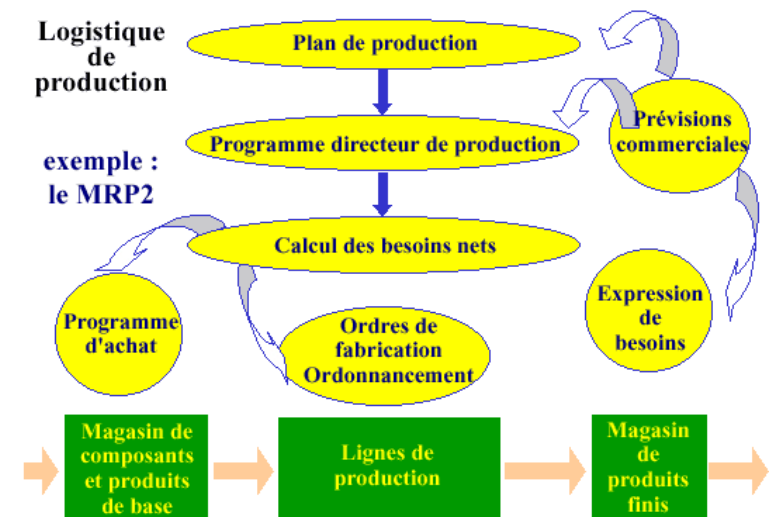 Logistique
de
production
exemple :
le MRP2
Plan de production
Programme directeur de production
Prévisions
commerciales
Calcul des besoins nets
Programme
d'achat
Ordres de
fabrication
Ordonnancement
Expression
de
besoins
Magasin de
composants
et produits
de base
Lignes de
production
Magasin
de
produits
finis